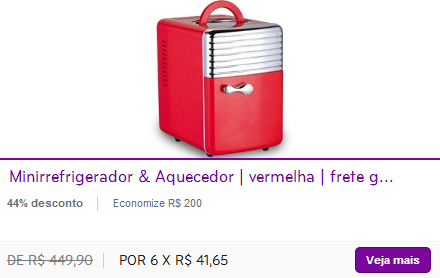 Minirrefrigerador & Aquecedor | vermelha | frete g...
44% desconto | Economize R$ 200
DE R$ 449,90 | POR 6 X R$ 41,65 Veja mais